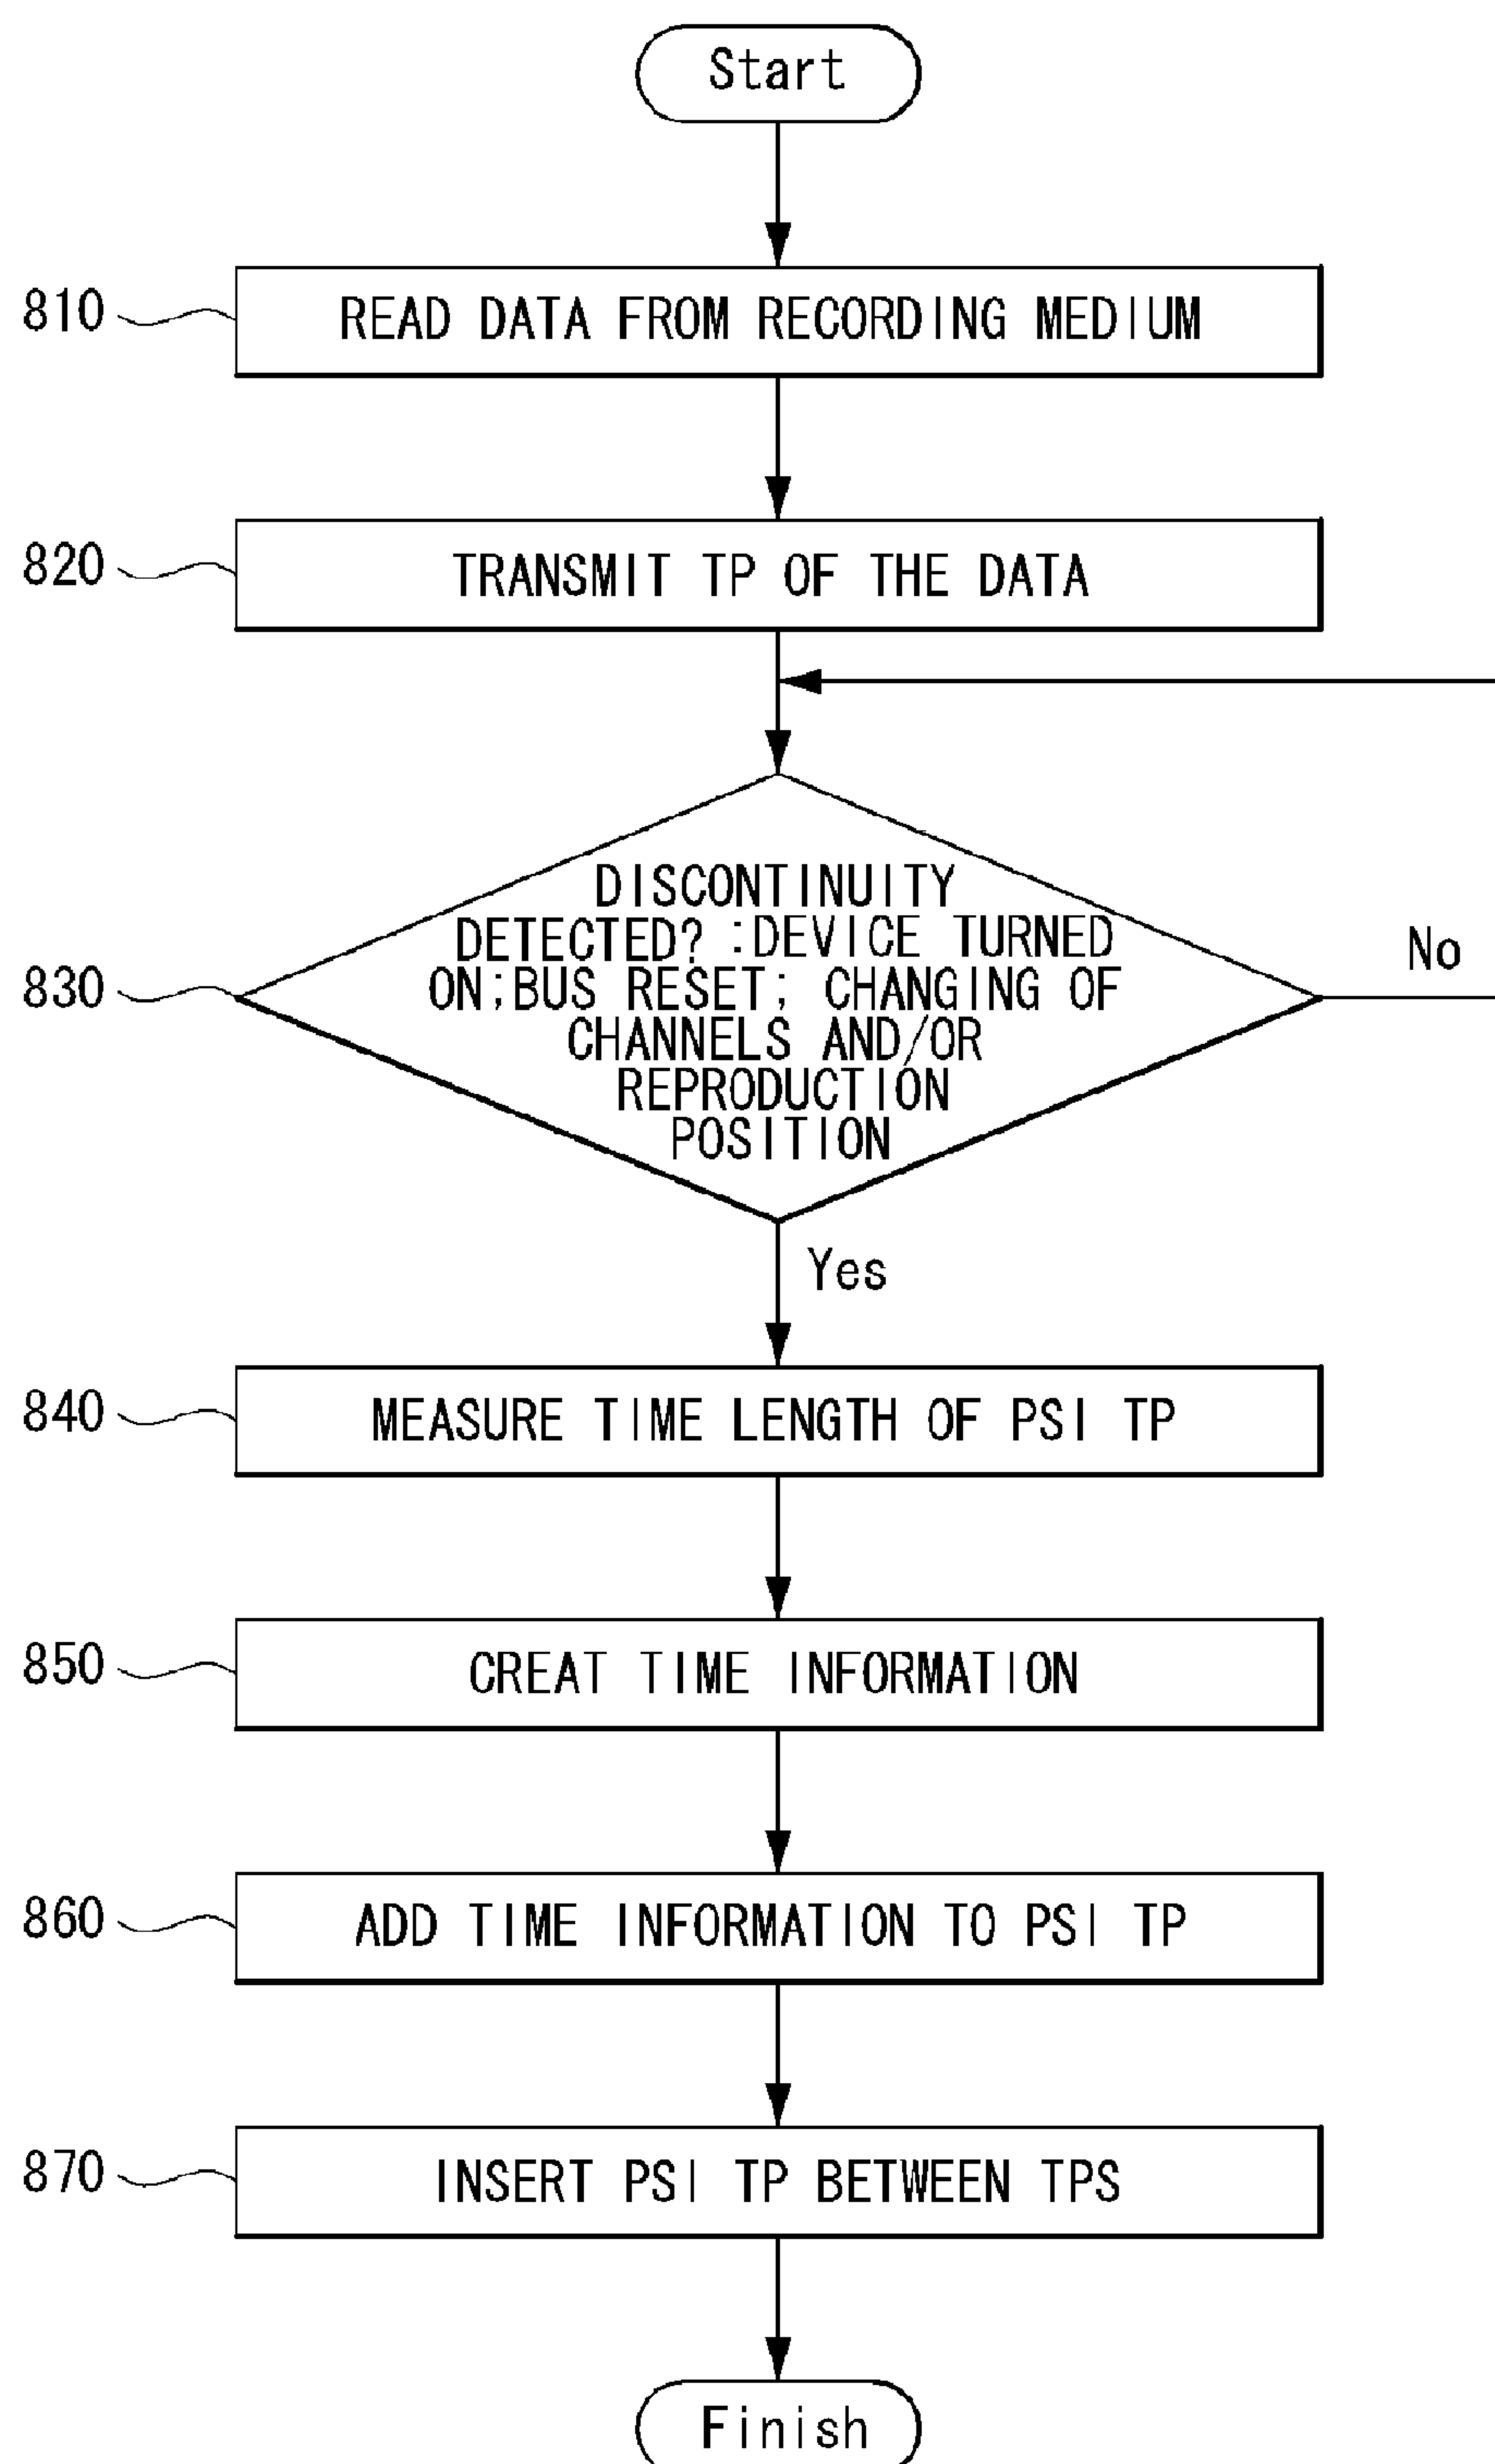 Start
810
READ DATA FROM RECORDING MEDIUM
820
TRANSMIT TP OF THE DATA
830
DISCONTINUITY
DETECTED? :DEVICE TURNED
ON;BUS RESET; CHANGING OF
CHANNELS AND/OR
REPRODUCTION
POSITION
No
Yes
840
MEASURE TIME LENGTH OF PSI TP
850
CREAT TIME INFORMATION
860
ADD TIME INFORMATION TO PSI TP
870
INSERT PSI TP BETWEEN TPS
Finish